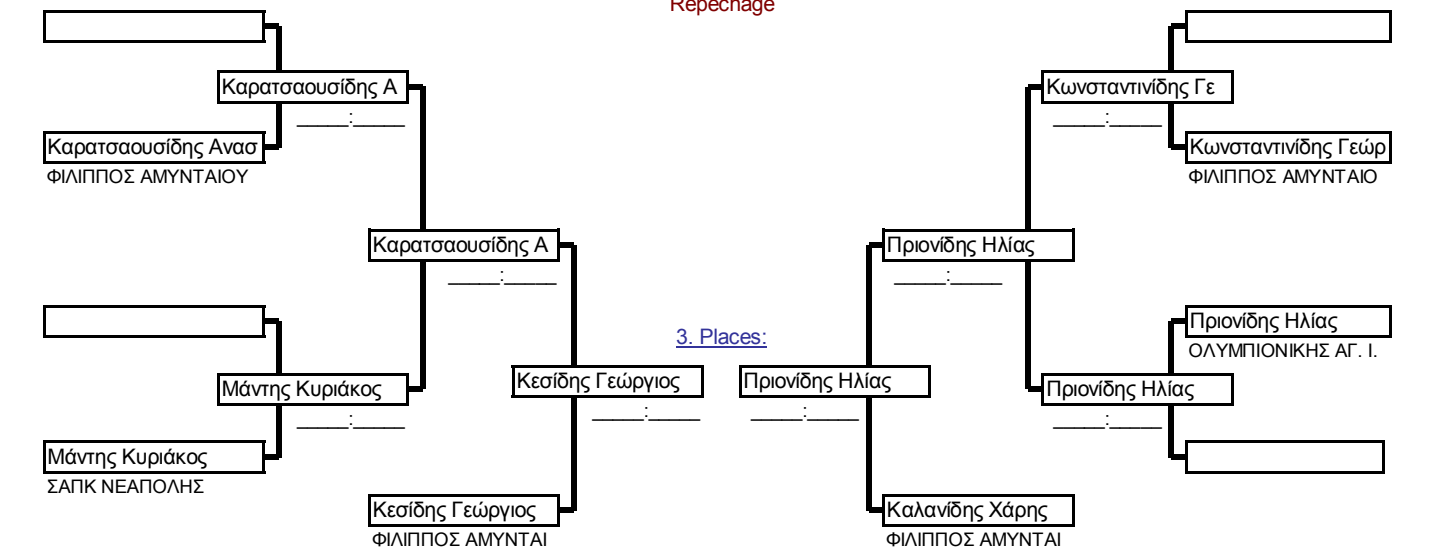 Repechage
Καρατσαουσίδης Α
Κωνσταντινίδης Γε
_____:_____
_____:_____
Καρατσαουσίδης Ανασ
Κωνσταντινίδης Γεώρ
ΦΙΛΙΠΠΟΣ ΑΜΥΝΤΑΙΟΥ
ΦΙΛΙΠΠΟΣ ΑΜΥΝΤΑΙΟ
Καρατσαουσίδης Α
Πριονίδης Ηλίας
_____:_____
_____:_____
Πριονίδης Ηλίας
3. Places:
ΟΛΥΜΠΙΟΝΙΚΗΣ ΑΓ. Ι.
Μάντης Κυριάκος
Κεσίδης Γεώργιος
Πριονίδης Ηλίας
Πριονίδης Ηλίας
_____:_____
_____:_____
_____:_____
_____:_____
Μάντης Κυριάκος
ΣΑΠΚ ΝΕΑΠΟΛΗΣ
Κεσίδης Γεώργιος
Καλανίδης Χάρης
ΦΙΛΙΠΠΟΣ ΑΜΥΝΤΑΙ
ΦΙΛΙΠΠΟΣ ΑΜΥΝΤΑΙ